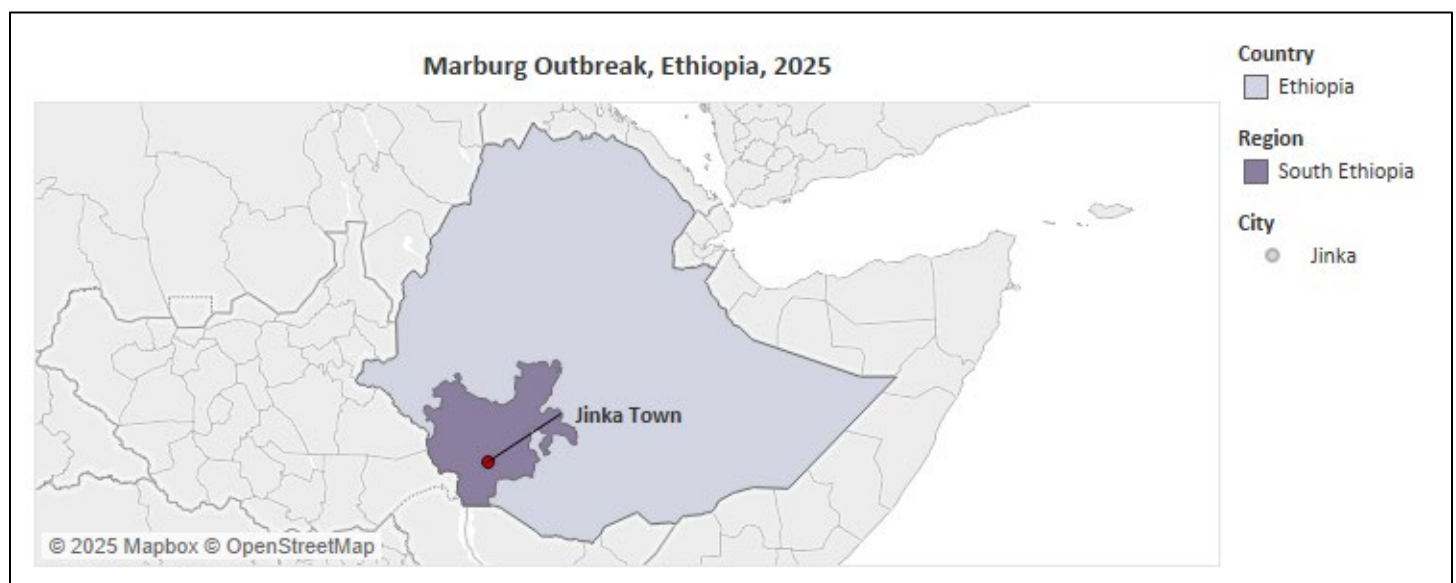 Marburg Outbreak, Ethiopia, 2025
Country
Ethiopia
Region
South Ethiopia
City
Jinka
Jinka Town
© 2025 Mapbox © OpenStreetMap